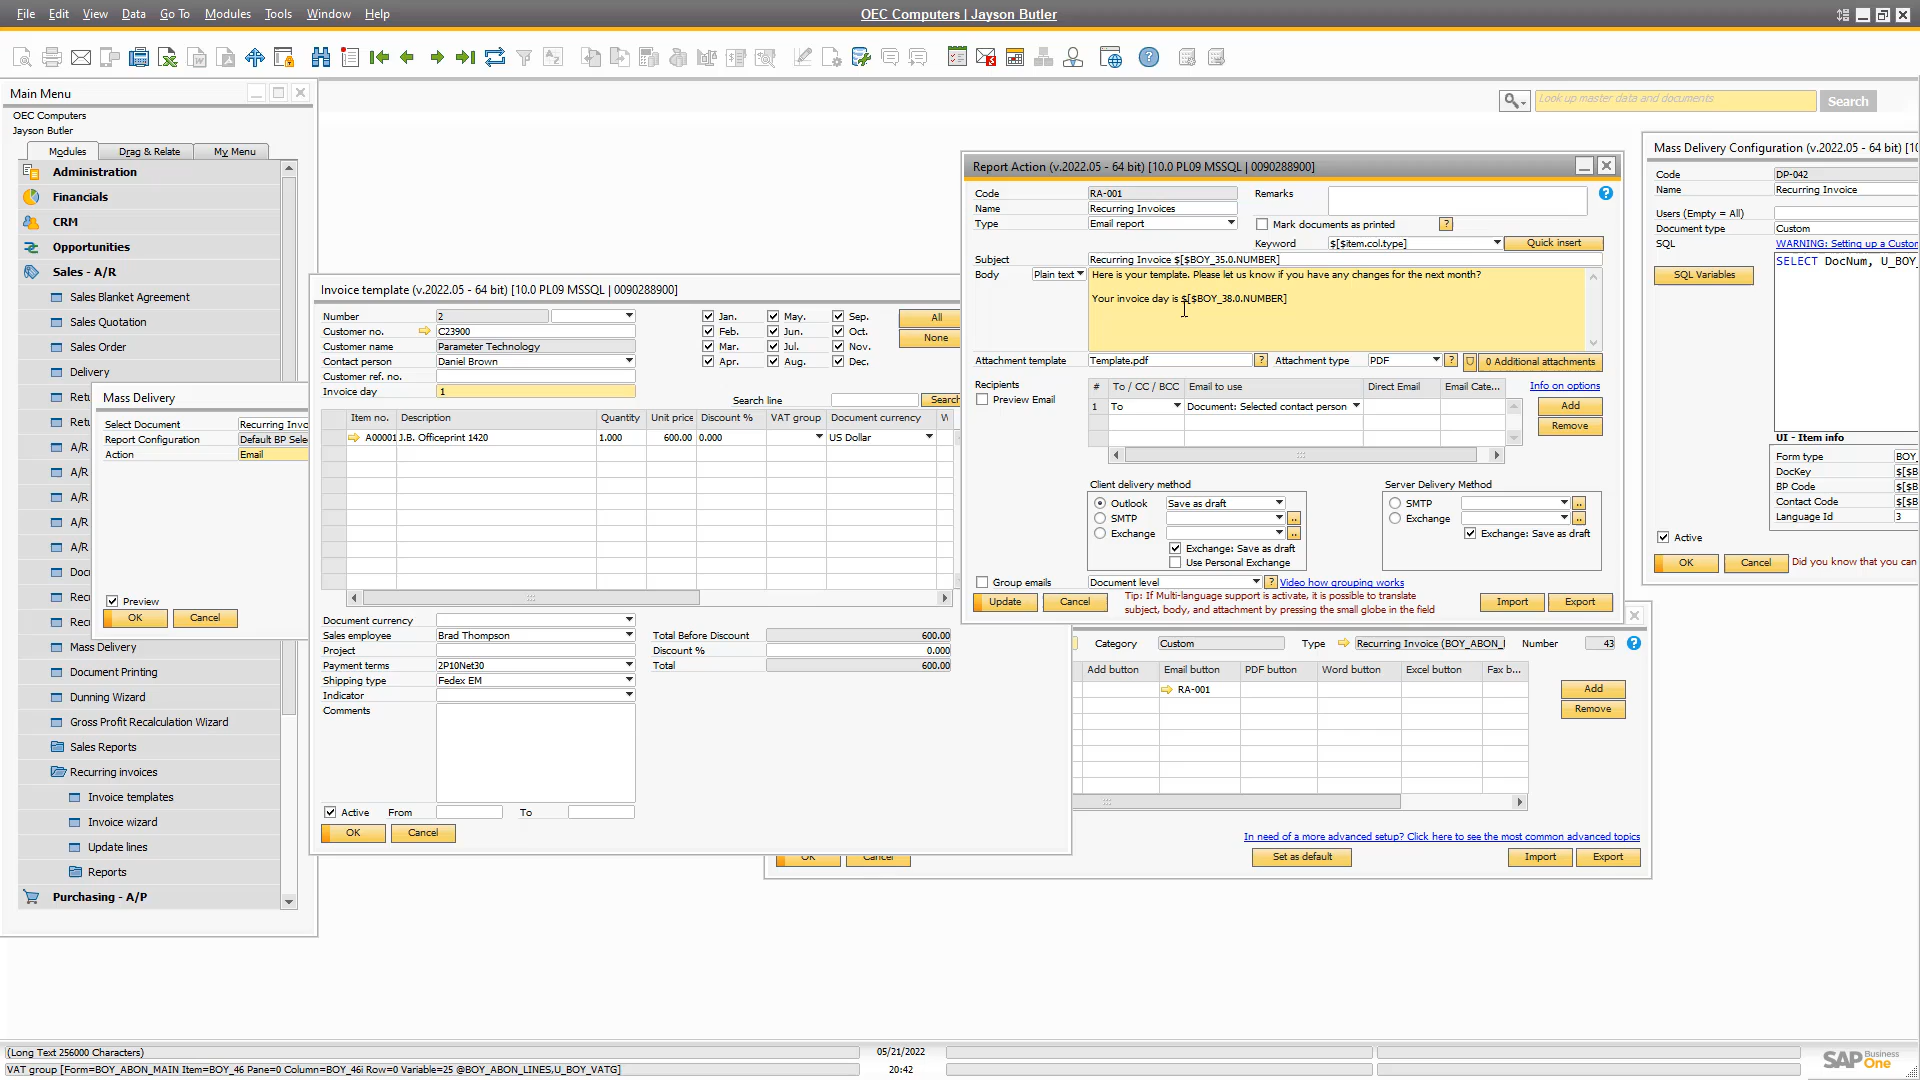 File Edit View Data Go To Modules Tools Window Help
OEC Computers | Jayson Butler
Look up master data and documents
Search
Main Menu
OEC Computers
Jayson Butler
Modules Drag & Relate My Menu
Administration
Financials
CRM
Opportunities
Sales - A/R
Sales Blanket Agreement
Sales Quotation
Sales Order
Delivery
Retu
Retu
A/R
A/R
A/R
A/R
A/R
Doc
Rec
Rec
Mass Delivery
Document Printing
Dunning Wizard
Gross Profit Recalculation Wizard
Sales Reports
Recurring invoices
Invoice templates
Invoice wizard
Update lines
Reports
Purchasing - A/P
Mass Delivery
Select Document Recurring Invo
Report Configuration Default BP Sele
Action Email
Preview
OK Cancel
Invoice template (v.2022.05 - 64 bit) [10.0 PL09 MSSQL | 0090288900]
Number 2
Customer no. C23900
Customer name Parameter Technology
Contact person Daniel Brown
Customer ref. no.
Invoice day 1
Jan. May. Sep. All
Feb. Jun. Oct.
Mar. Jul. Nov. None
Apr. Aug. Dec.
Search line Search
Item no. Description Quantity Unit price Discount % VAT group Document currency W
A00001 J.B. Officeprint 1420 1.000 600.00 0.000 US Dollar
Document currency
Sales employee Brad Thompson
Project
Payment terms 2P10Net30
Shipping type Fedex EM
Indicator
Comments
Total Before Discount 600.00
Discount % 0.000
Total 600.00
Active From To
OK Cancel
Report Action (v.2022.05 - 64 bit) [10.0 PL09 MSSQL | 0090288900]
Code RA-001 Remarks
Name Recurring Invoices
Type Email report Mark documents as printed ?
Keyword $[$item.col.type] Quick insert
Subject Recurring Invoice $[$BOY_35.0.NUMBER]
Body Plain text Here is your template. Please let us know if you have any changes for the next month?
Your invoice day is $[$BOY_38.0.NUMBER]
Attachment template Template.pdf ? Attachment type PDF ? 0 Additional attachments
Recipients
Preview Email
# To / CC / BCC Email to use Direct Email Email Cate... Info on options
1 To Document: Selected contact person Add
Remove
Client delivery method
Outlook Save as draft
SMTP
Exchange
Exchange: Save as draft
Use Personal Exchange
Server Delivery Method
SMTP
Exchange
Exchange: Save as draft
Group emails Document level ? Video how grouping works
Update Cancel Tip: If Multi-language support is activate, it is possible to translate subject, body, and attachment by pressing the small globe in the field Import Export
Category Custom Type Recurring Invoice (BOY_ABON_I Number 43
Add button Email button PDF button Word button Excel button Fax b...
RA-001
Add
Remove
In need of a more advanced setup? Click here to see the most common advanced topics
OK Cancel Set as default Import Export
Mass Delivery Configuration (v.2022.05 - 64 bit) [10
Code DP-042
Name Recurring Invoice
Users (Empty = All)
Document type Custom
SQL WARNING: Setting up a Custor
SQL Variables SELECT DocNum, U_BOY_
UI - Item info
Form type BOY_
DocKey $[$B
BP Code $[$B
Contact Code $[$B
Language Id 3
Active
OK Cancel Did you know that you can
(Long Text 256000 Characters) 05/21/2022
VAT group [Form=BOY_ABON_MAIN Item=BOY_46 Pane=0 Column=BOY_46i Row=0 Variable=25 @BOY_ABON_LINES,U_BOY_VATG] 20:42
SAP Business One